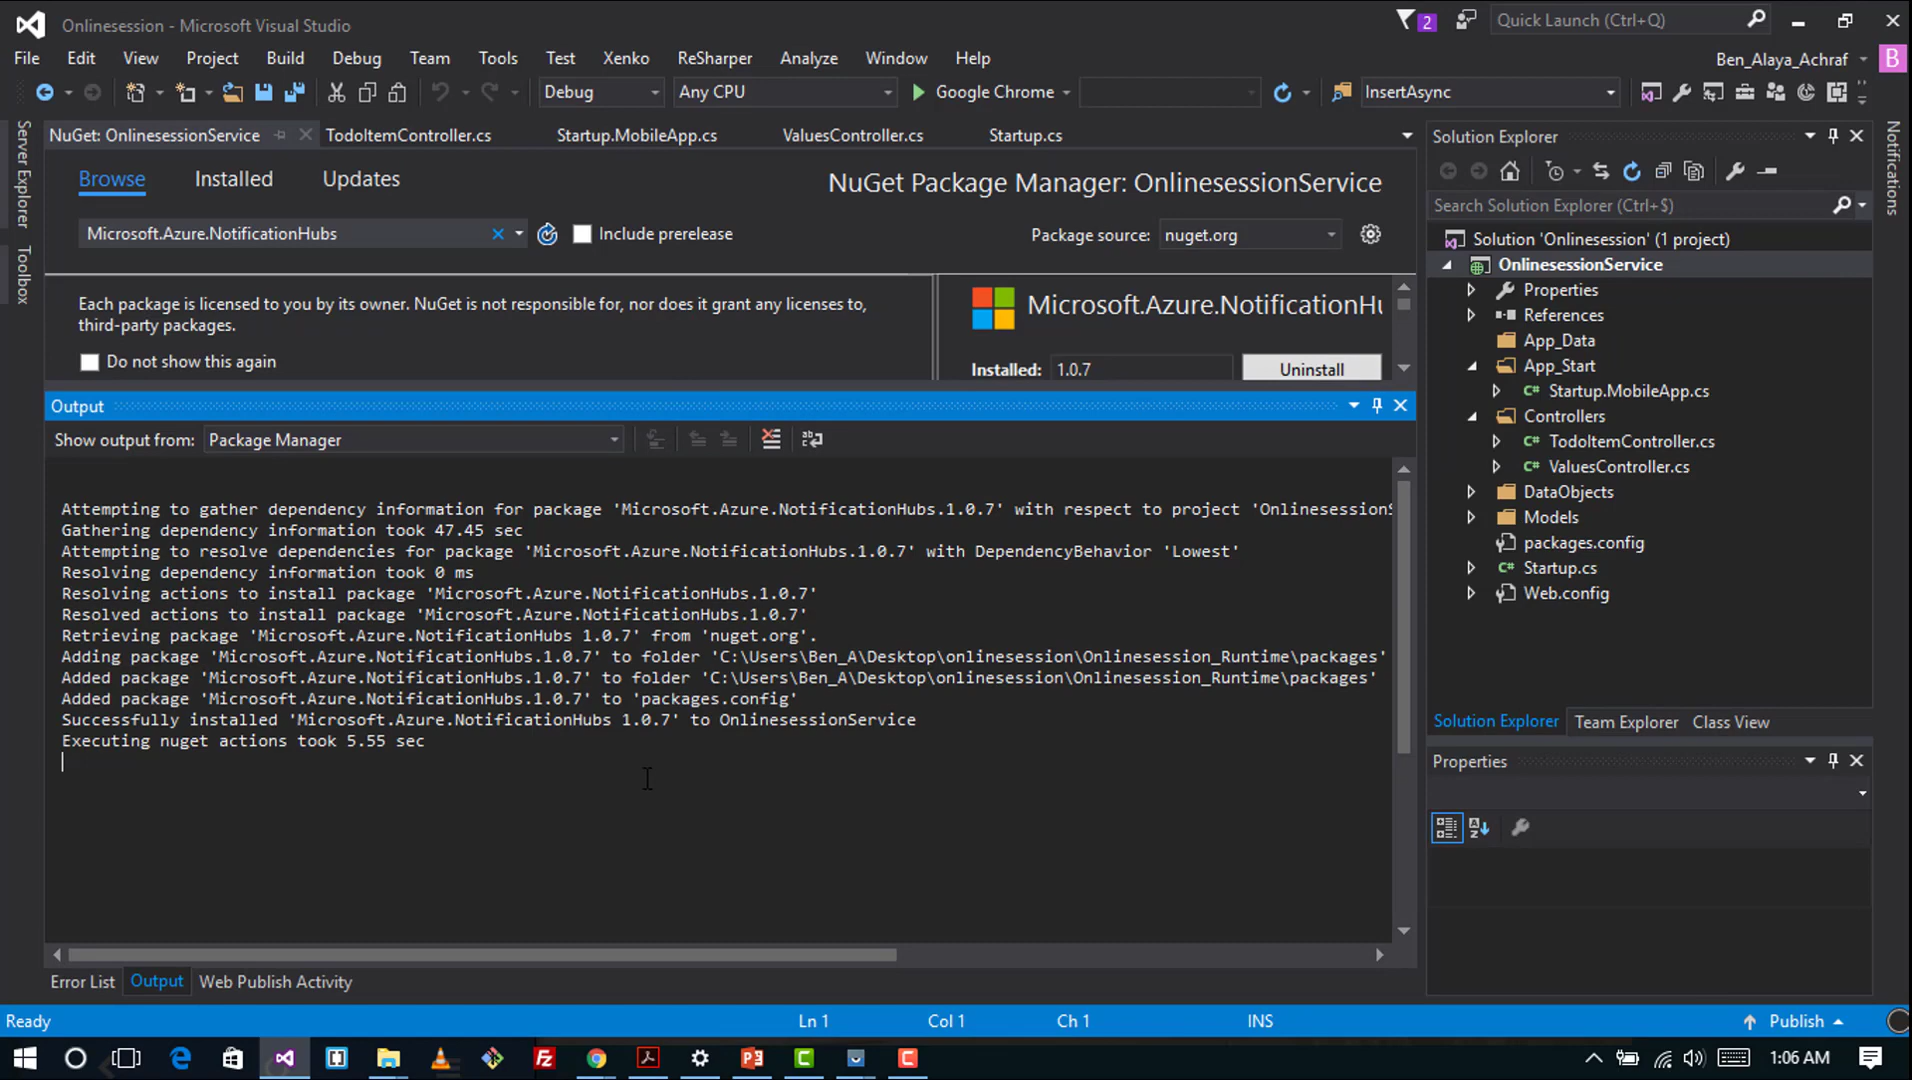 Onlinesession - Microsoft Visual Studio
2
Quick Launch (Ctrl+Q)
File Edit View Project Build Debug Team Tools Test Xenko ReSharper Analyze Window Help
Ben_Alaya_Achraf
B
Debug
Any CPU
Google Chrome
InsertAsync
Server Explorer
Toolbox
Notifications
NuGet: OnlinesessionService
TodoItemController.cs
Startup.MobileApp.cs
ValuesController.cs
Startup.cs
Browse
Installed
Updates
NuGet Package Manager: OnlinesessionService
Microsoft.Azure.NotificationHubs
Include prerelease
Package source:
nuget.org
Each package is licensed to you by its owner. NuGet is not responsible for, nor does it grant any licenses to,
third-party packages.
Do not show this again
Microsoft.Azure.NotificationHu
Installed:
1.0.7
Uninstall
Output
Show output from:
Package Manager
Attempting to gather dependency information for package 'Microsoft.Azure.NotificationHubs.1.0.7' with respect to project 'OnlinesessionS
Gathering dependency information took 47.45 sec
Attempting to resolve dependencies for package 'Microsoft.Azure.NotificationHubs.1.0.7' with DependencyBehavior 'Lowest'
Resolving dependency information took 0 ms
Resolving actions to install package 'Microsoft.Azure.NotificationHubs.1.0.7'
Resolved actions to install package 'Microsoft.Azure.NotificationHubs.1.0.7'
Retrieving package 'Microsoft.Azure.NotificationHubs 1.0.7' from 'nuget.org'.
Adding package 'Microsoft.Azure.NotificationHubs.1.0.7' to folder 'C:\Users\Ben_A\Desktop\onlinesession\Onlinesession_Runtime\packages'
Added package 'Microsoft.Azure.NotificationHubs.1.0.7' to folder 'C:\Users\Ben_A\Desktop\onlinesession\Onlinesession_Runtime\packages'
Added package 'Microsoft.Azure.NotificationHubs.1.0.7' to 'packages.config'
Successfully installed 'Microsoft.Azure.NotificationHubs 1.0.7' to OnlinesessionService
Executing nuget actions took 5.55 sec
Error List
Output
Web Publish Activity
Solution Explorer
Search Solution Explorer (Ctrl+$)
Solution 'Onlinesession' (1 project)
OnlinesessionService
Properties
References
App_Data
App_Start
C# Startup.MobileApp.cs
Controllers
C# TodoItemController.cs
C# ValuesController.cs
DataObjects
Models
packages.config
C# Startup.cs
Web.config
Solution Explorer
Team Explorer
Class View
Properties
Ready
Ln 1
Col 1
Ch 1
INS
Publish
1:06 AM